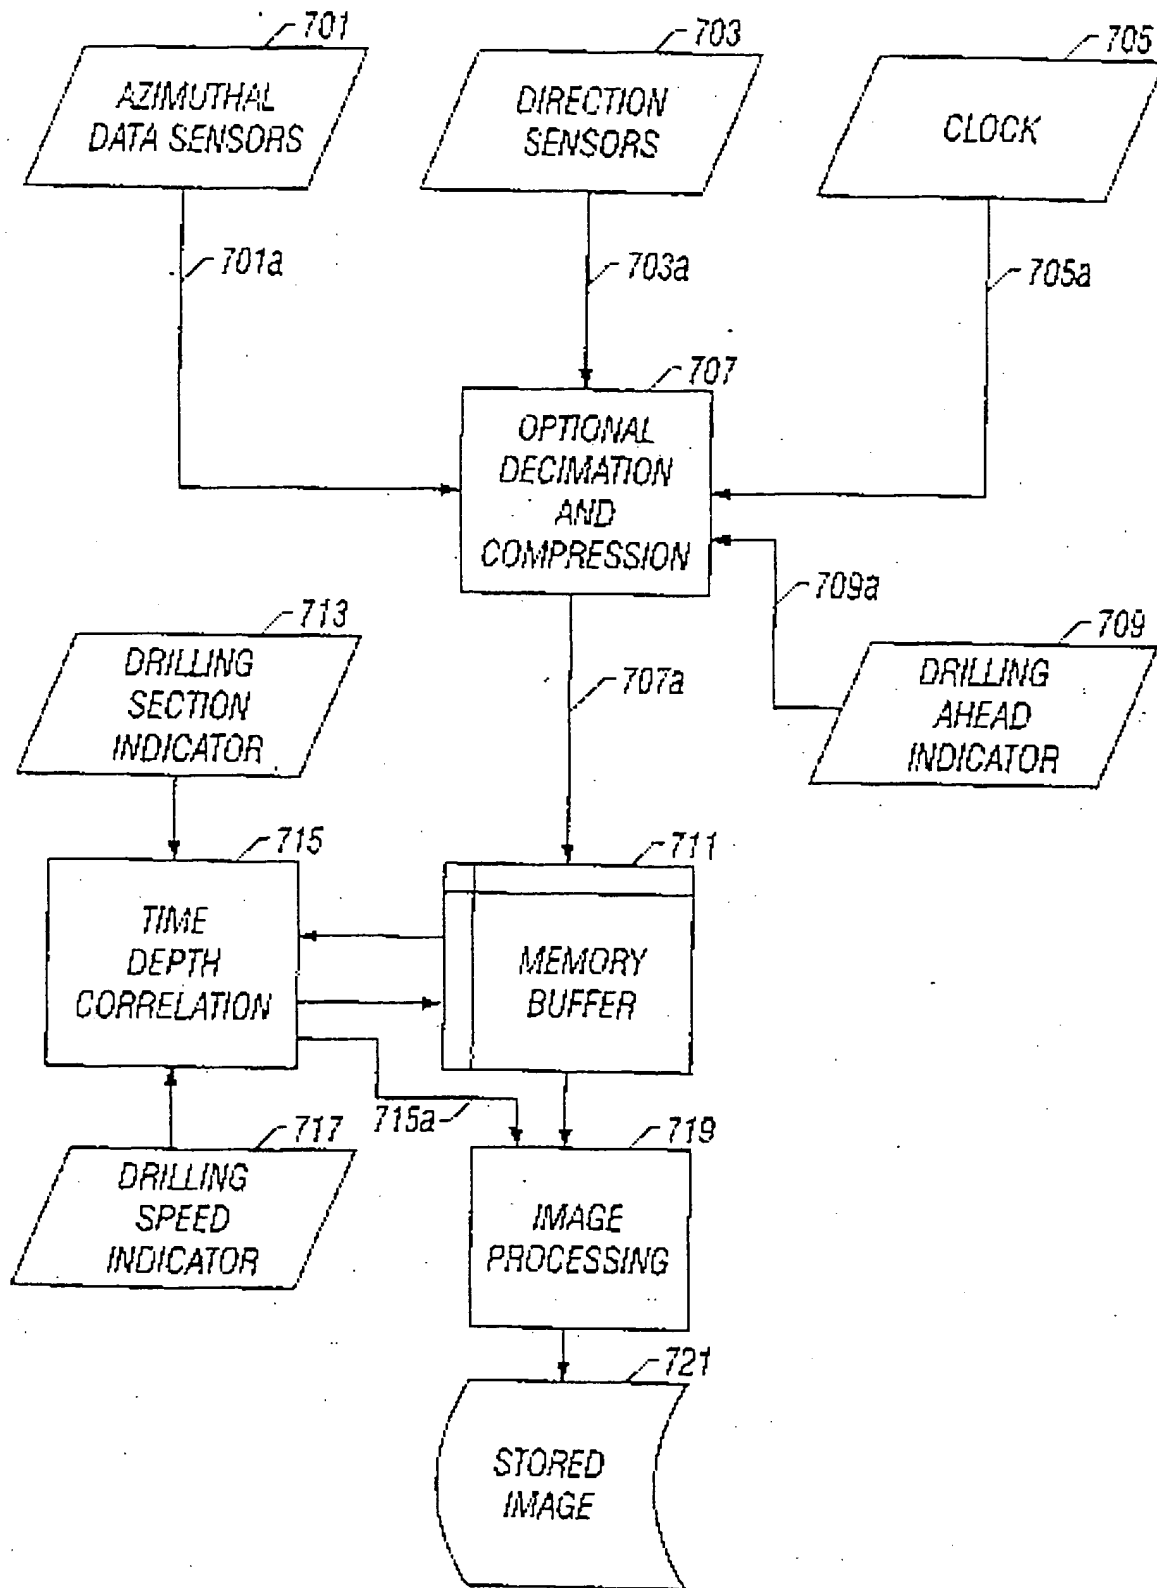 701
AZIMUTHAL
DATA SENSORS
703
DIRECTION
SENSORS
705
CLOCK
701a
703a
705a
707
OPTIONAL
DECIMATION
AND
COMPRESSION
709a
709
DRILLING
AHEAD
INDICATOR
713
DRILLING
SECTION
INDICATOR
707a
715
TIME
DEPTH
CORRELATION
711
MEMORY
BUFFER
715a
717
DRILLING
SPEED
INDICATOR
719
IMAGE
PROCESSING
721
STORED
IMAGE